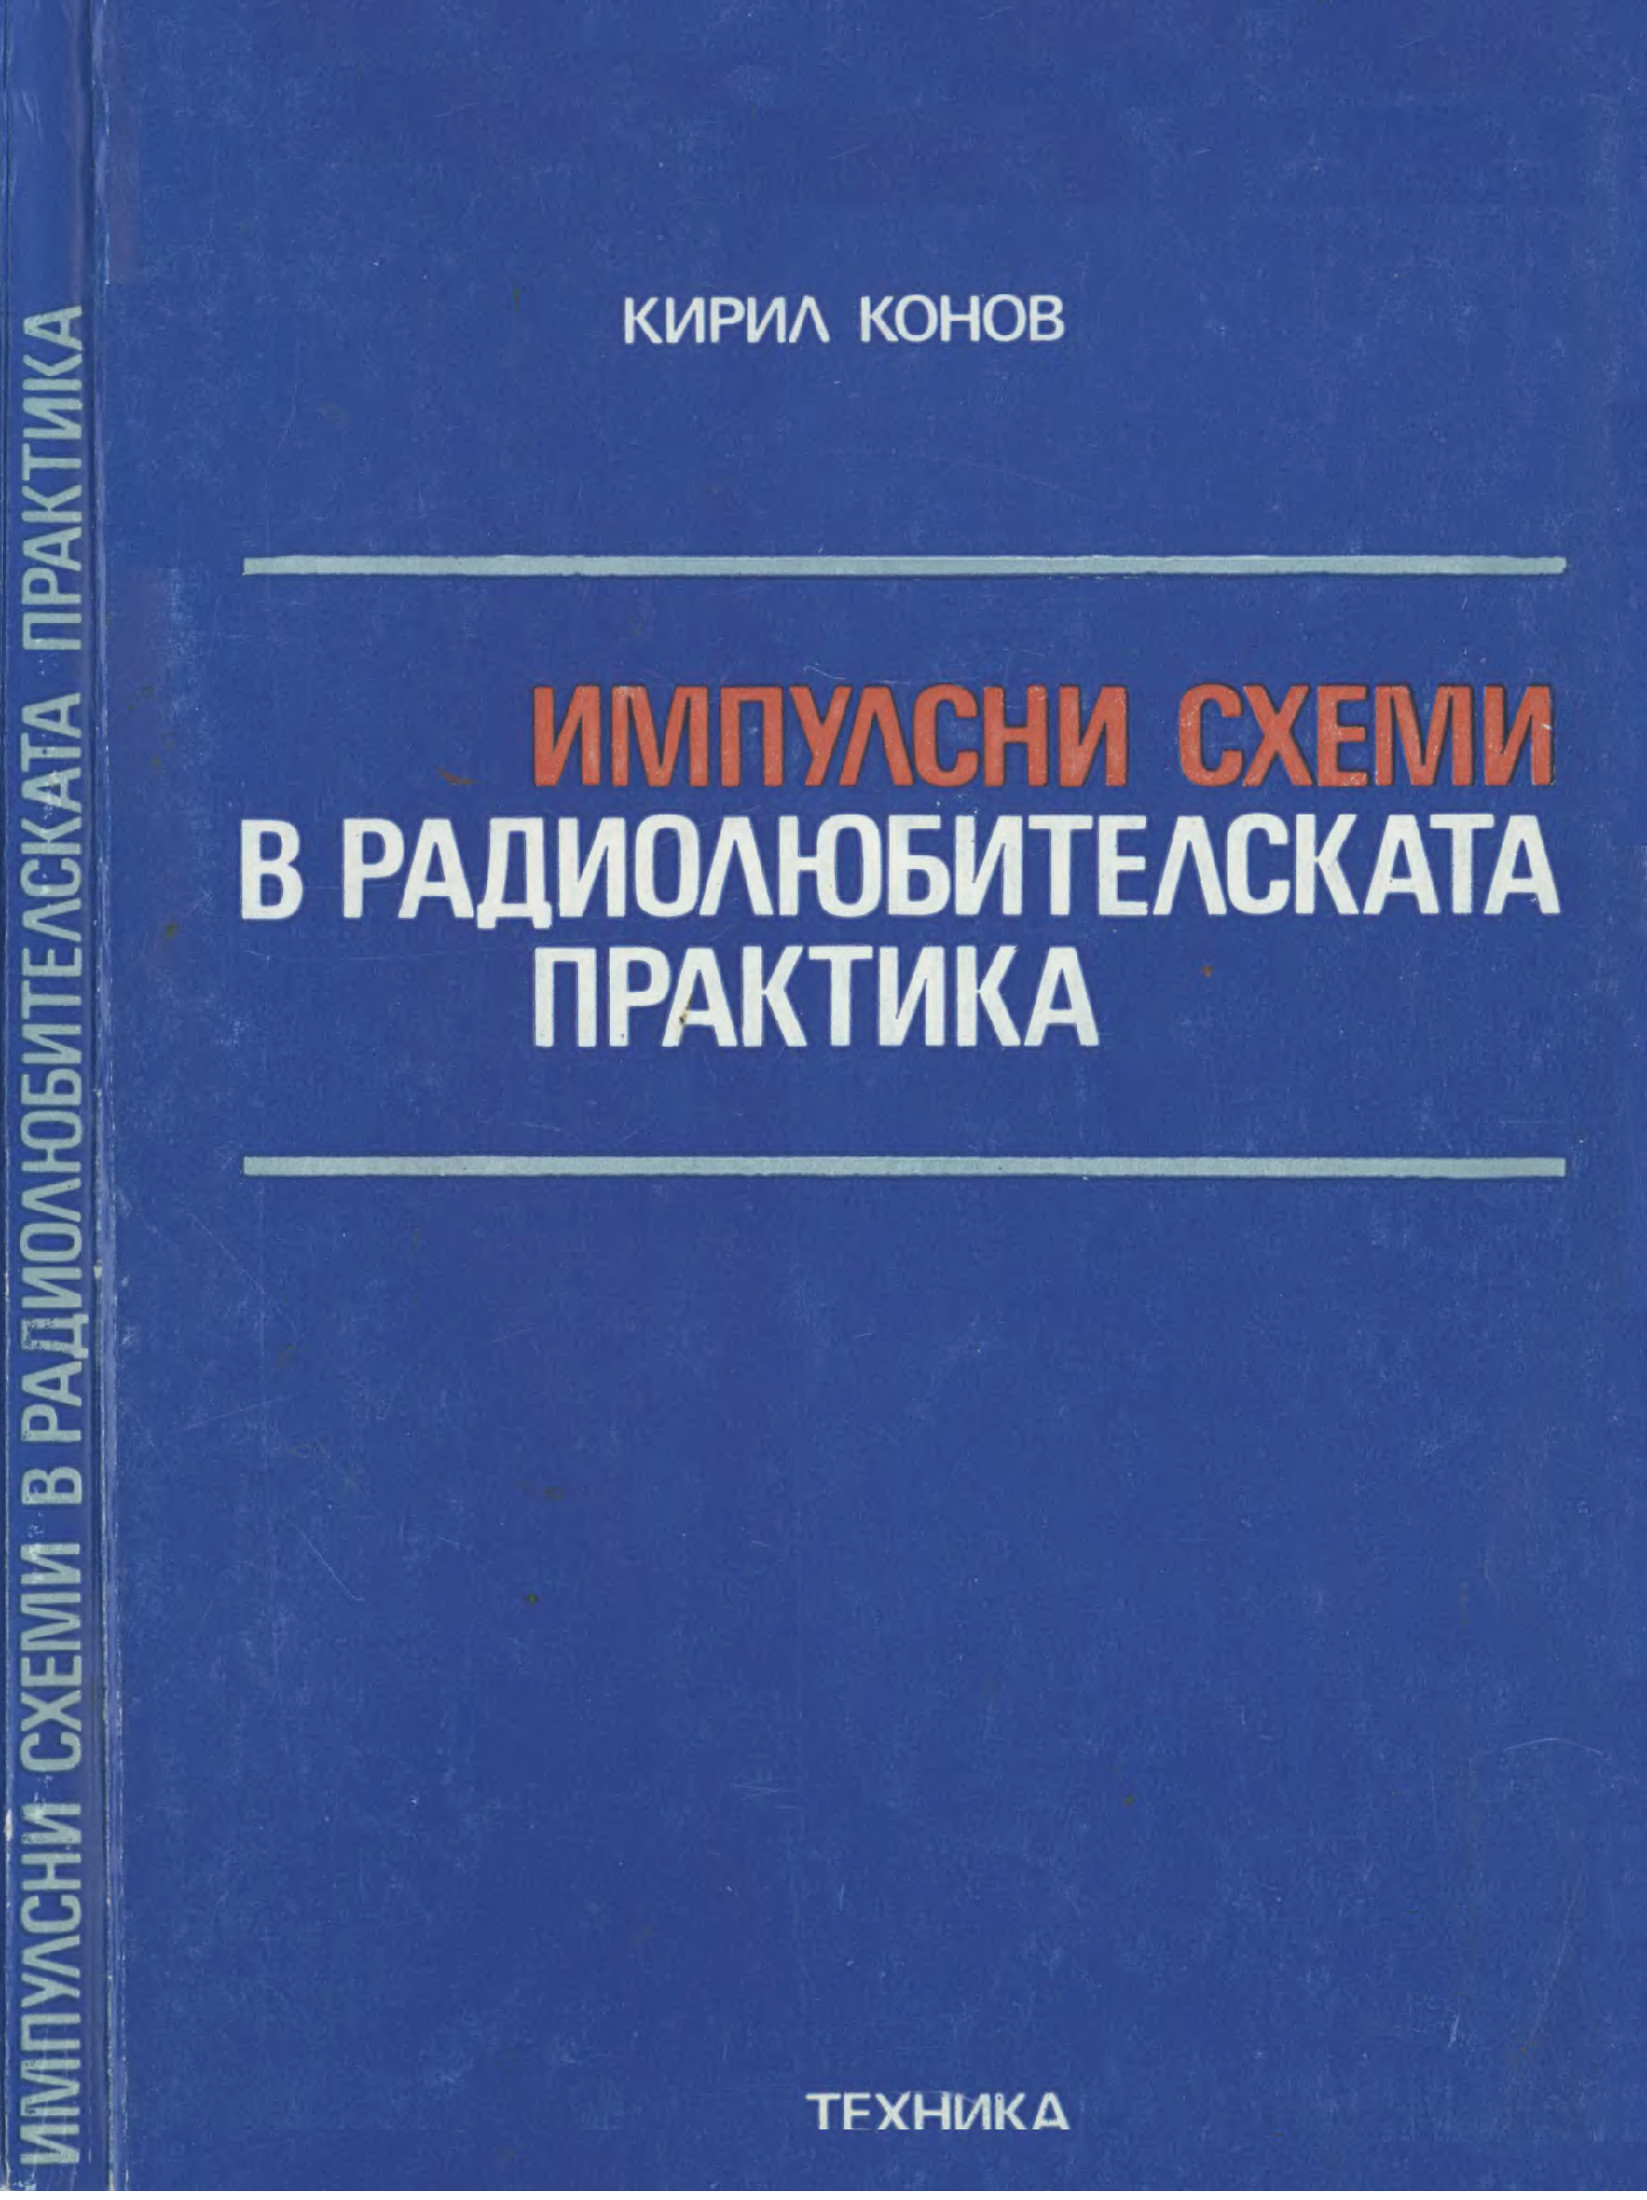 КИРИЛ КОНОВ
ИМПУЛСНИ СХЕМИ
В РАДИОЛЮБИТЕЛСКАТА
ПРАКТИКА
ТЕХНИКА
ИМПУЛСНИ СХЕМИ В РАДИОЛЮБИТЕЛСКАТА ПРАКТИКА